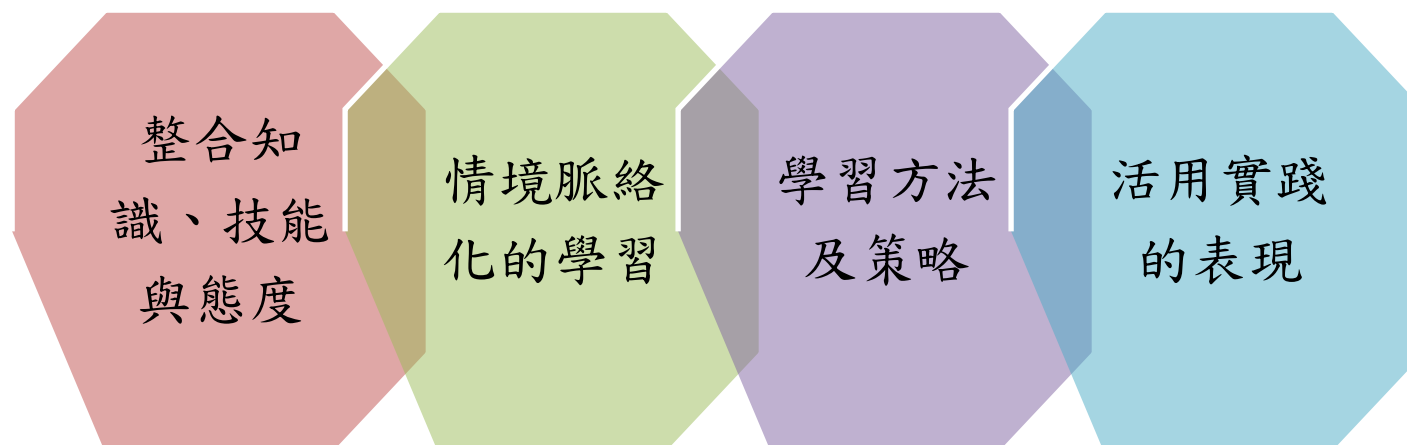 整合知
識、技能
與態度
情境脈絡
化的學習
學習方法
及策略
活用實踐
的表現